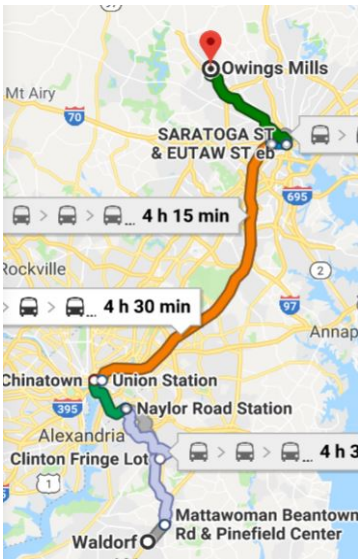 Owings Mills
Mt Airy
70
SARATOGA ST
& EUTAW ST eb
695
4 h 15 min
Rockville
2
4 h 30 min
97
Annap
Chinatown
Union Station
395
Naylor Road Station
Alexandria
Clinton Fringe Lot
4 h 3
1
Mattawoman Beantown
Rd & Pinefield Center
Waldorf